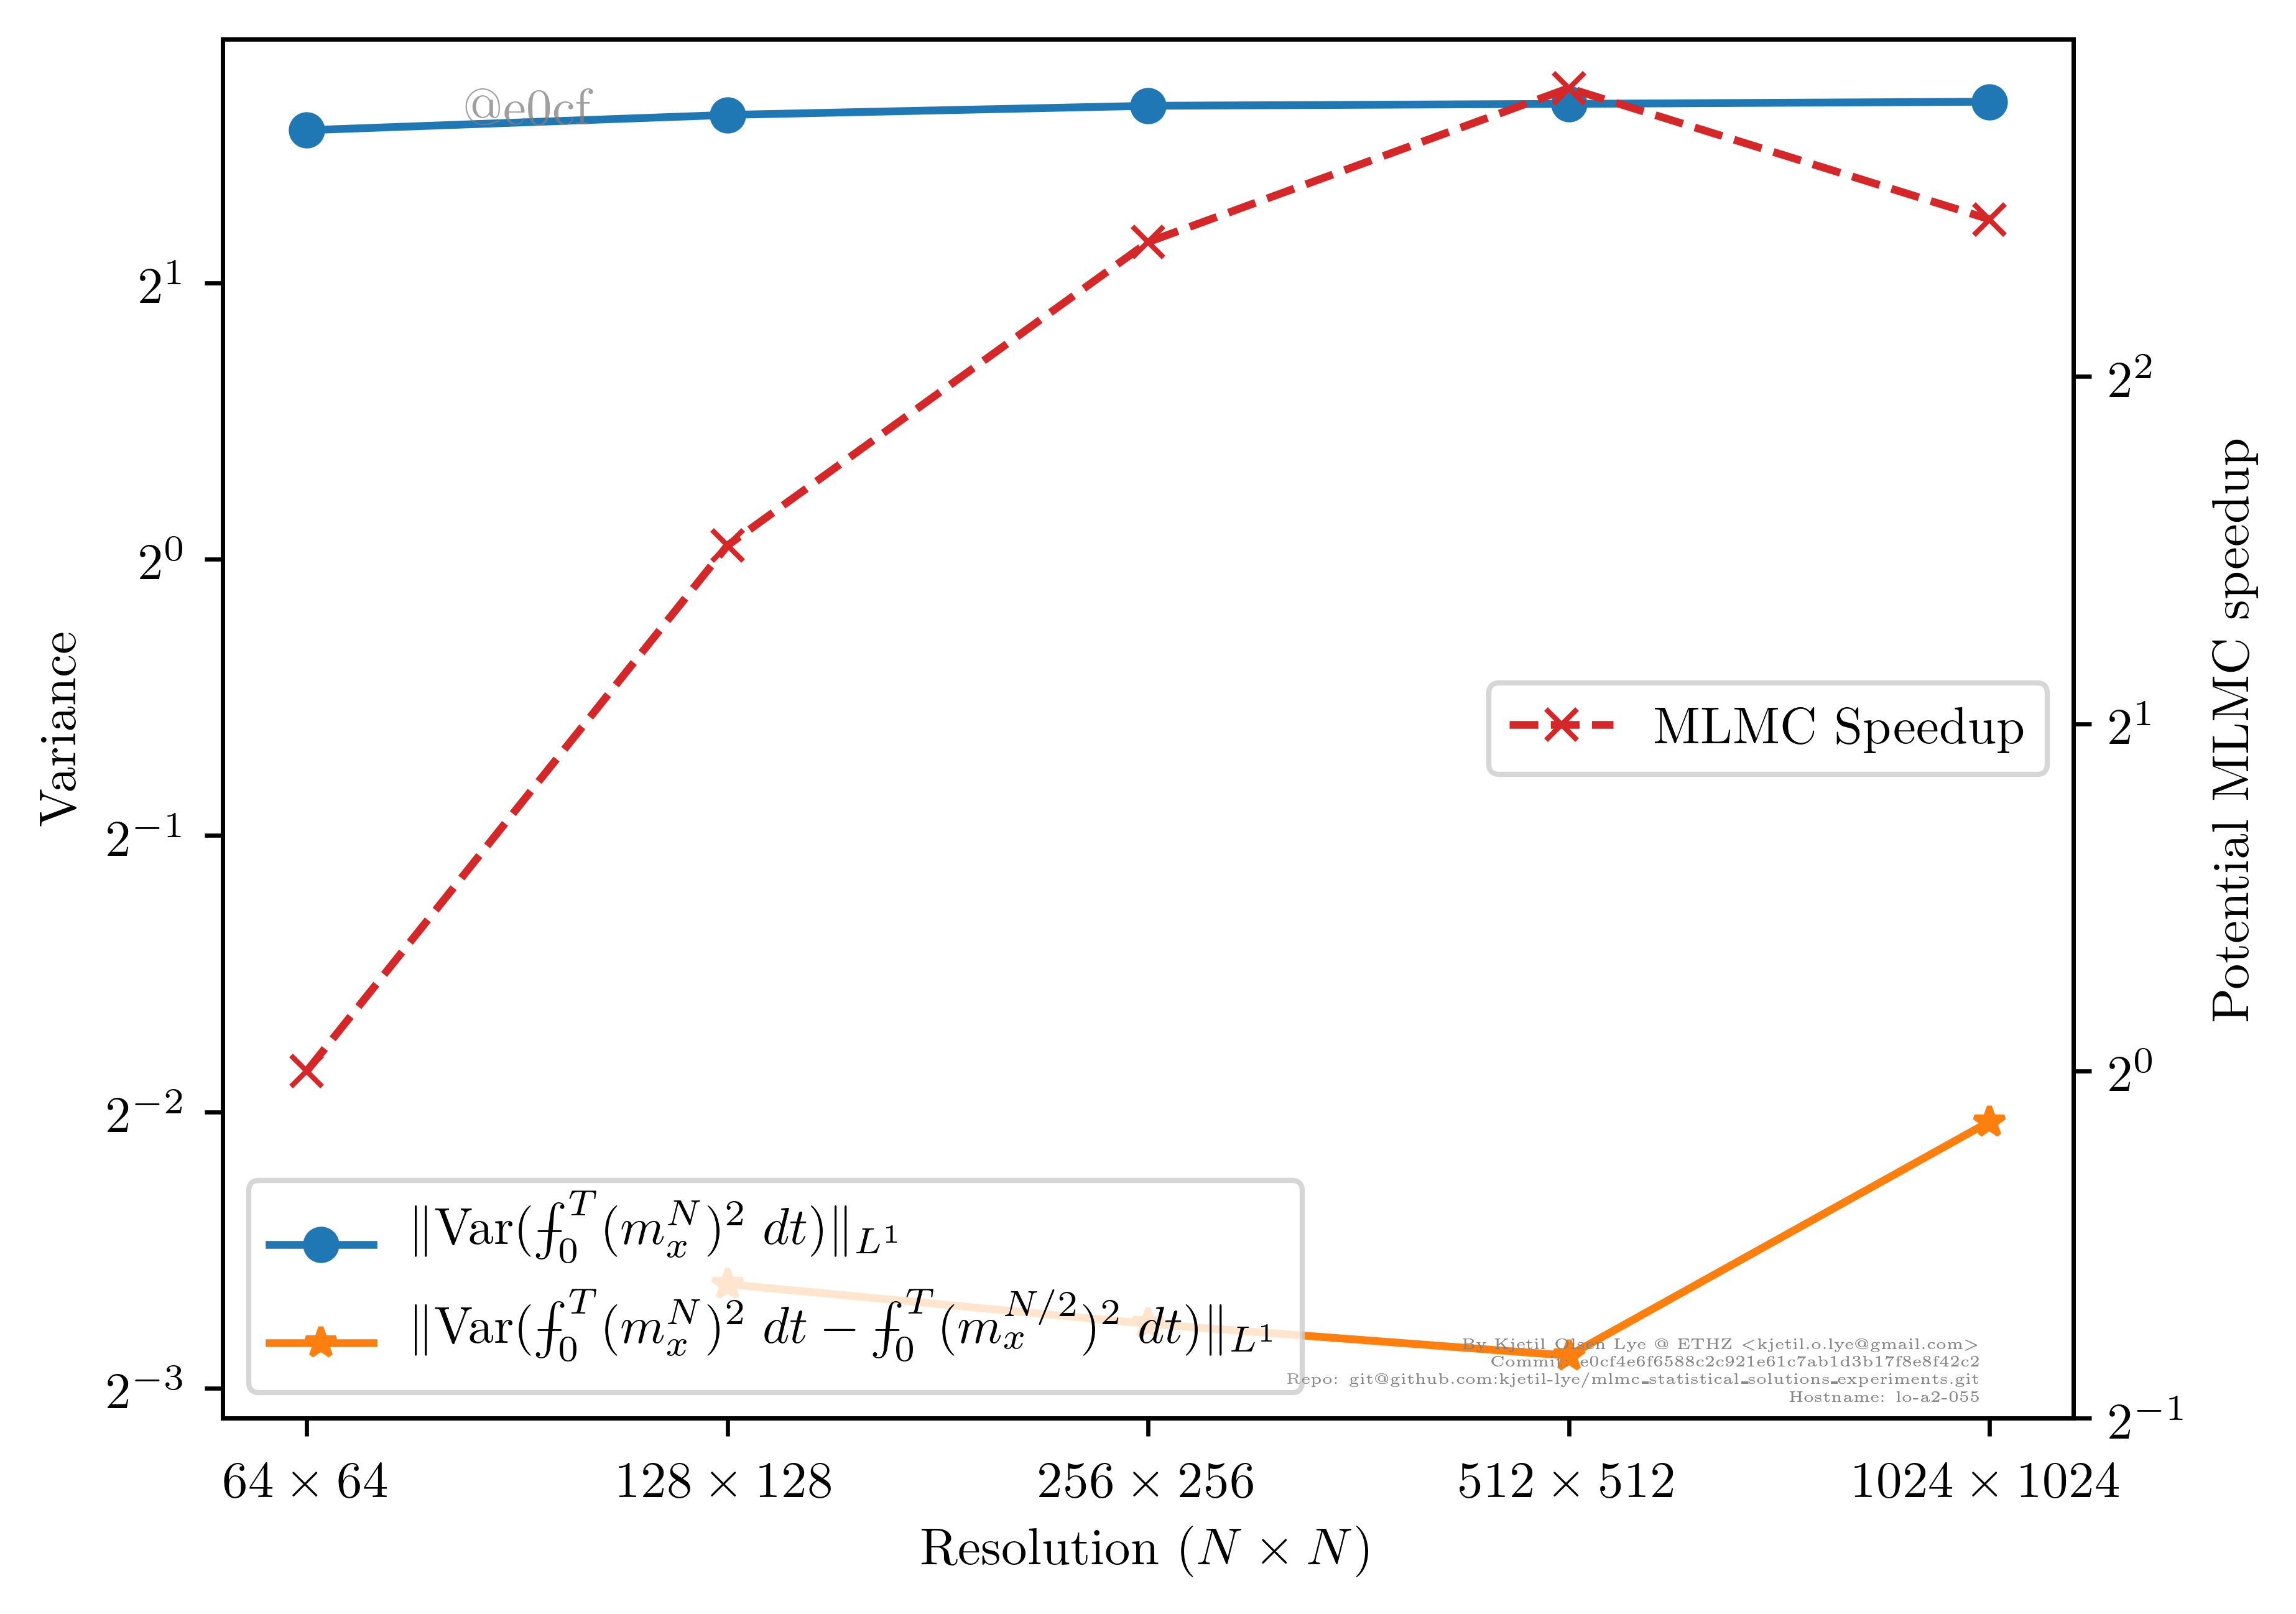 @e0cf
2^1
2^0
2^{-1}
2^{-2}
2^{-3}
Variance
2^2
2^1
2^0
2^{-1}
Potential MLMC speedup
MLMC Speedup
‖Var(⨍_0^T (m_x^N)^2 dt)‖_{L^1}
‖Var(⨍_0^T (m_x^N)^2 dt − ⨍_0^T (m_x^{N/2})^2 dt)‖_{L^1}
By Kjetil Olsen Lye @ ETHZ <kjetil.o.lye@gmail.com>
Commit: e0cf4e6f6588c2c921e61c7ab1d3b17f8e8f42c2
Repo: git@github.com:kjetil-lye/mlmc_statistical_solutions_experiments.git
Hostname: lo-a2-055
64 × 64 128 × 128 256 × 256 512 × 512 1024 × 1024
Resolution (N × N)